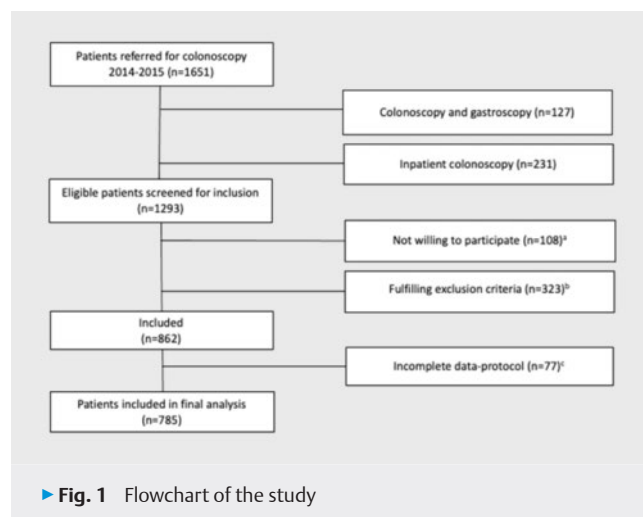 Patients referred for colonoscopy
2014-2015 (n=1651)
Colonoscopy and gastroscopy (n=127)
Inpatient colonoscopy (n=231)
Eligible patients screened for inclusion
(n=1293)
Not willing to participate (n=108)ᵃ
Fulfilling exclusion criteria (n=323)ᵇ
Included
(n=862)
Incomplete data-protocol (n=77)ᶜ
Patients included in final analysis
(n=785)
► Fig. 1 Flowchart of the study